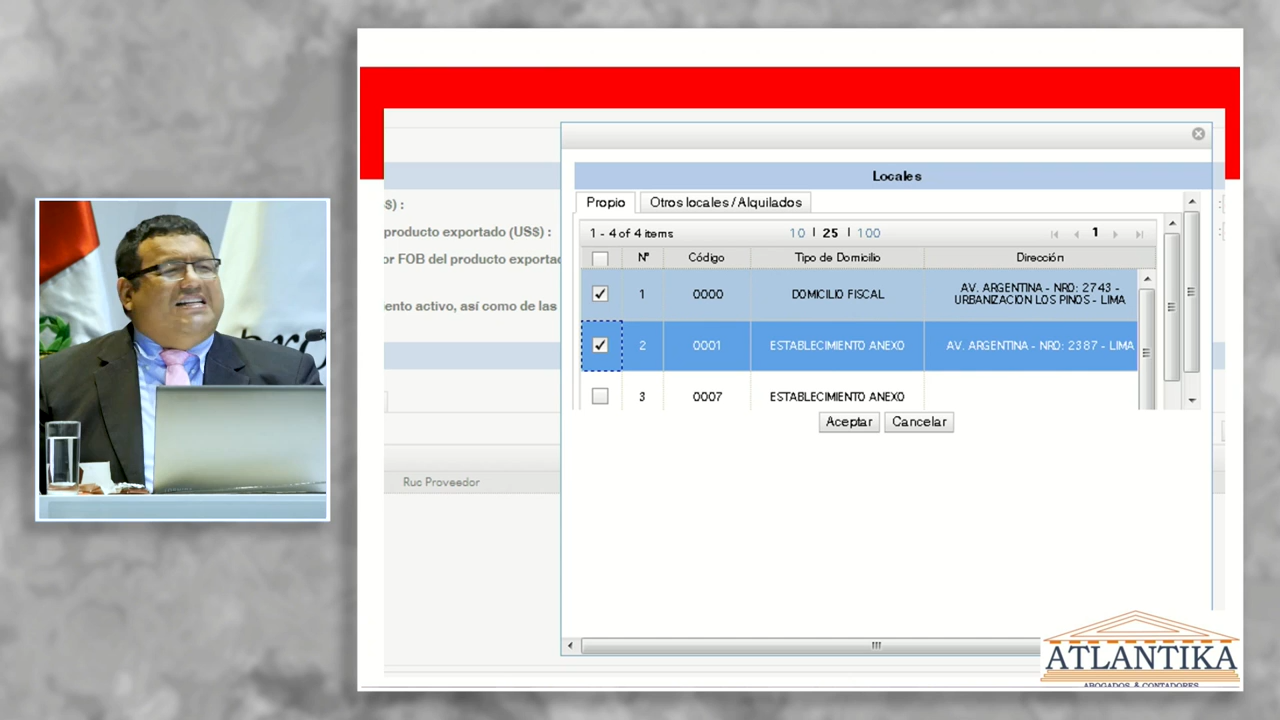 Locales
Propio
Otros locales / Alquilados
1 - 4 of 4 items
10 | 25 | 100
1
Nº
Código
Tipo de Domicilio
Dirección
1
0000
DOMICILIO FISCAL
AV. ARGENTINA - NRO: 2743 -
URBANIZACION LOS PINOS - LIMA
2
0001
ESTABLECIMIENTO ANEXO
AV. ARGENTINA - NRO: 2387 - LIMA
3
0007
ESTABLECIMIENTO ANEXO
Aceptar
Cancelar
$) :
producto exportado (US$) :
or FOB del producto exporta
ento activo, así como de las
Ruc Proveedor
ATLANTIKA
ABOGADOS & CONTADORES